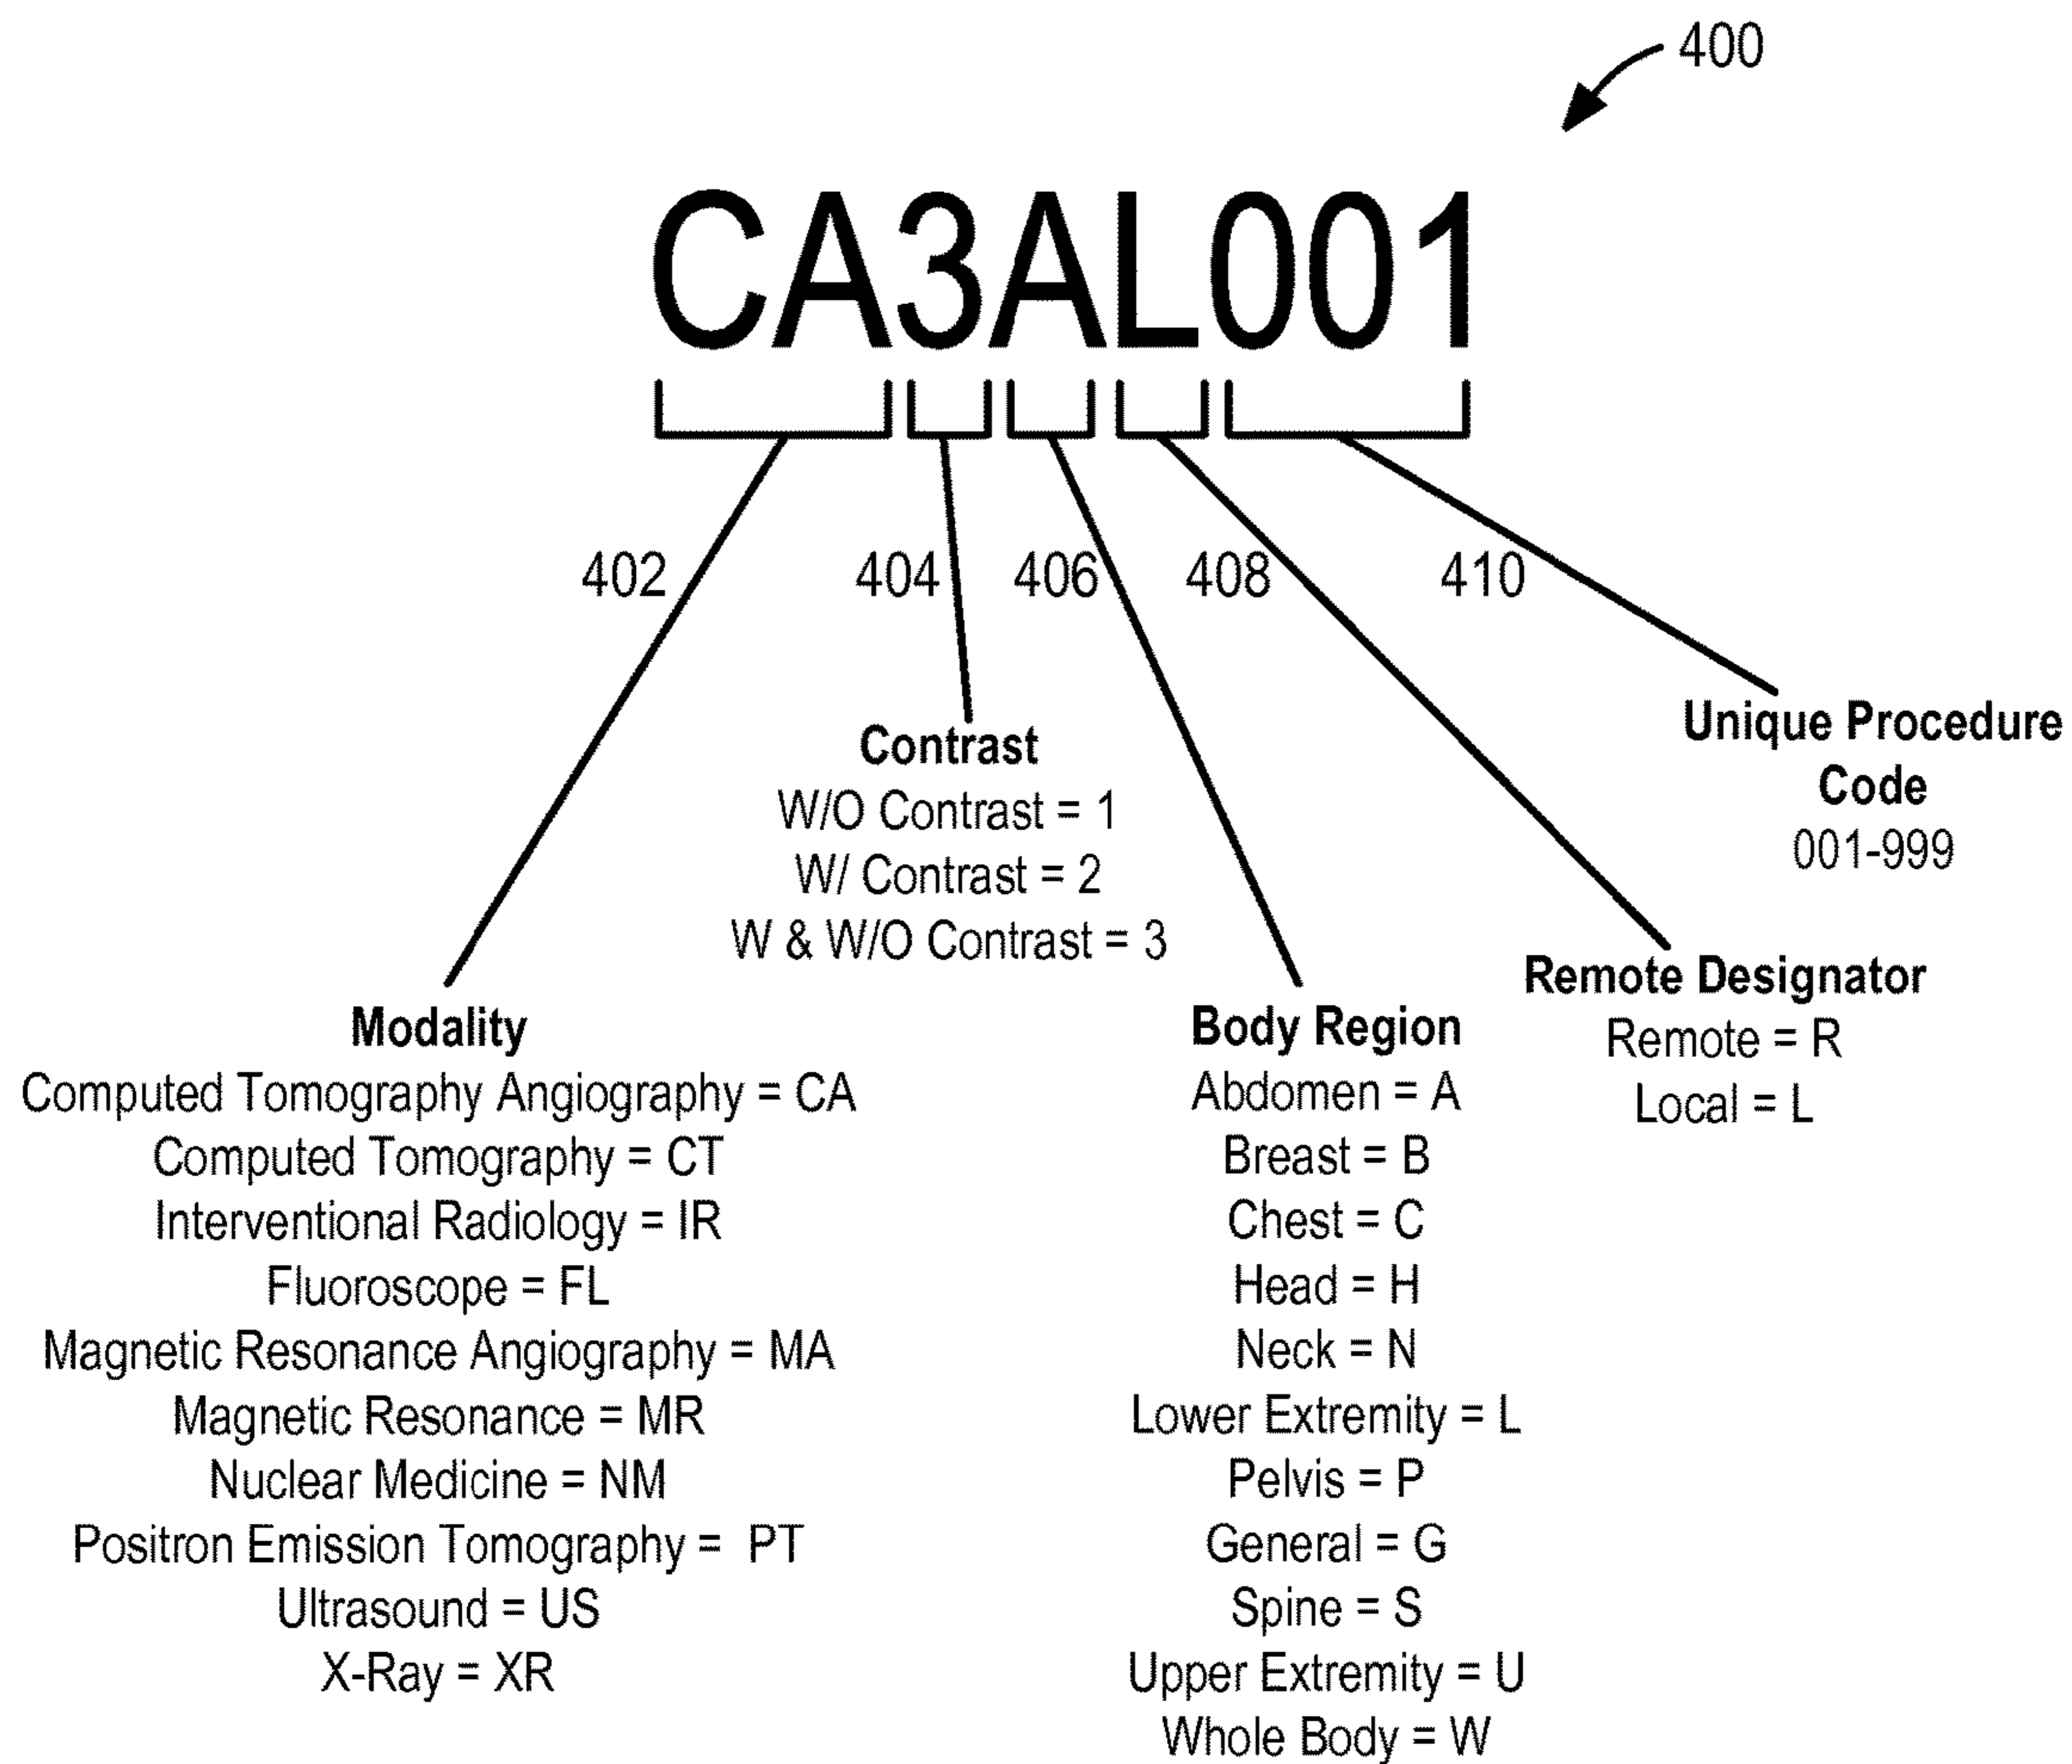 400
CA3AL001
402
404
406
408
410
Unique Procedure
Code
001-999
Contrast
W/O Contrast = 1
W/ Contrast = 2
W & W/O Contrast = 3
Remote Designator
Remote = R
Local = L
Modality
Computed Tomography Angiography = CA
Computed Tomography = CT
Interventional Radiology = IR
Fluoroscope = FL
Magnetic Resonance Angiography = MA
Magnetic Resonance = MR
Nuclear Medicine = NM
Positron Emission Tomography = PT
Ultrasound = US
X-Ray = XR
Body Region
Abdomen = A
Breast = B
Chest = C
Head = H
Neck = N
Lower Extremity = L
Pelvis = P
General = G
Spine = S
Upper Extremity = U
Whole Body = W